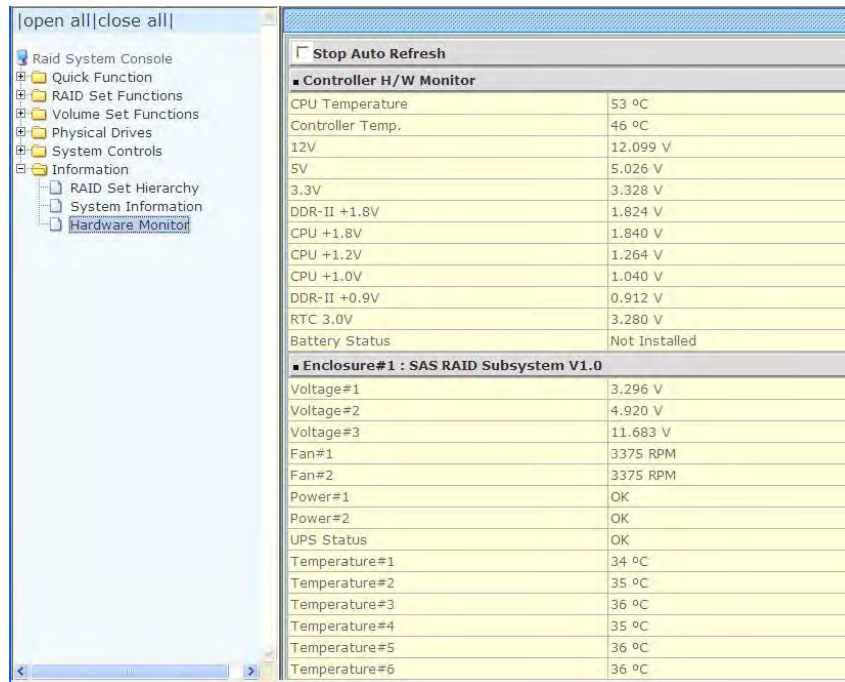 |open all|close all|
Raid System Console
Quick Function
RAID Set Functions
Volume Set Functions
Physical Drives
System Controls
Information
RAID Set Hierarchy
System Information
Hardware Monitor
Stop Auto Refresh
Controller H/W Monitor
CPU Temperature 53 ºC
Controller Temp. 46 ºC
12V 12.099 V
5V 5.026 V
3.3V 3.328 V
DDR-II +1.8V 1.824 V
CPU +1.8V 1.840 V
CPU +1.2V 1.264 V
CPU +1.0V 1.040 V
DDR-II +0.9V 0.912 V
RTC 3.0V 3.280 V
Battery Status Not Installed
Enclosure#1 : SAS RAID Subsystem V1.0
Voltage#1 3.296 V
Voltage#2 4.920 V
Voltage#3 11.683 V
Fan#1 3375 RPM
Fan#2 3375 RPM
Power#1 OK
Power#2 OK
UPS Status OK
Temperature#1 34 ºC
Temperature#2 35 ºC
Temperature#3 36 ºC
Temperature#4 35 ºC
Temperature#5 36 ºC
Temperature#6 36 ºC